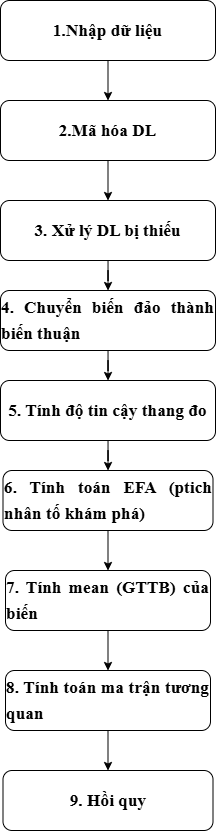 1.Nhập dữ liệu
2.Mã hóa DL
3. Xử lý DL bị thiếu
4. Chuyển biến đảo thành
biến thuận
5. Tính độ tin cậy thang đo
6. Tính toán EFA (ptich
nhân tố khám phá)
7. Tính mean (GTTB) của
biến
8. Tính toán ma trận tương
quan
9. Hồi quy